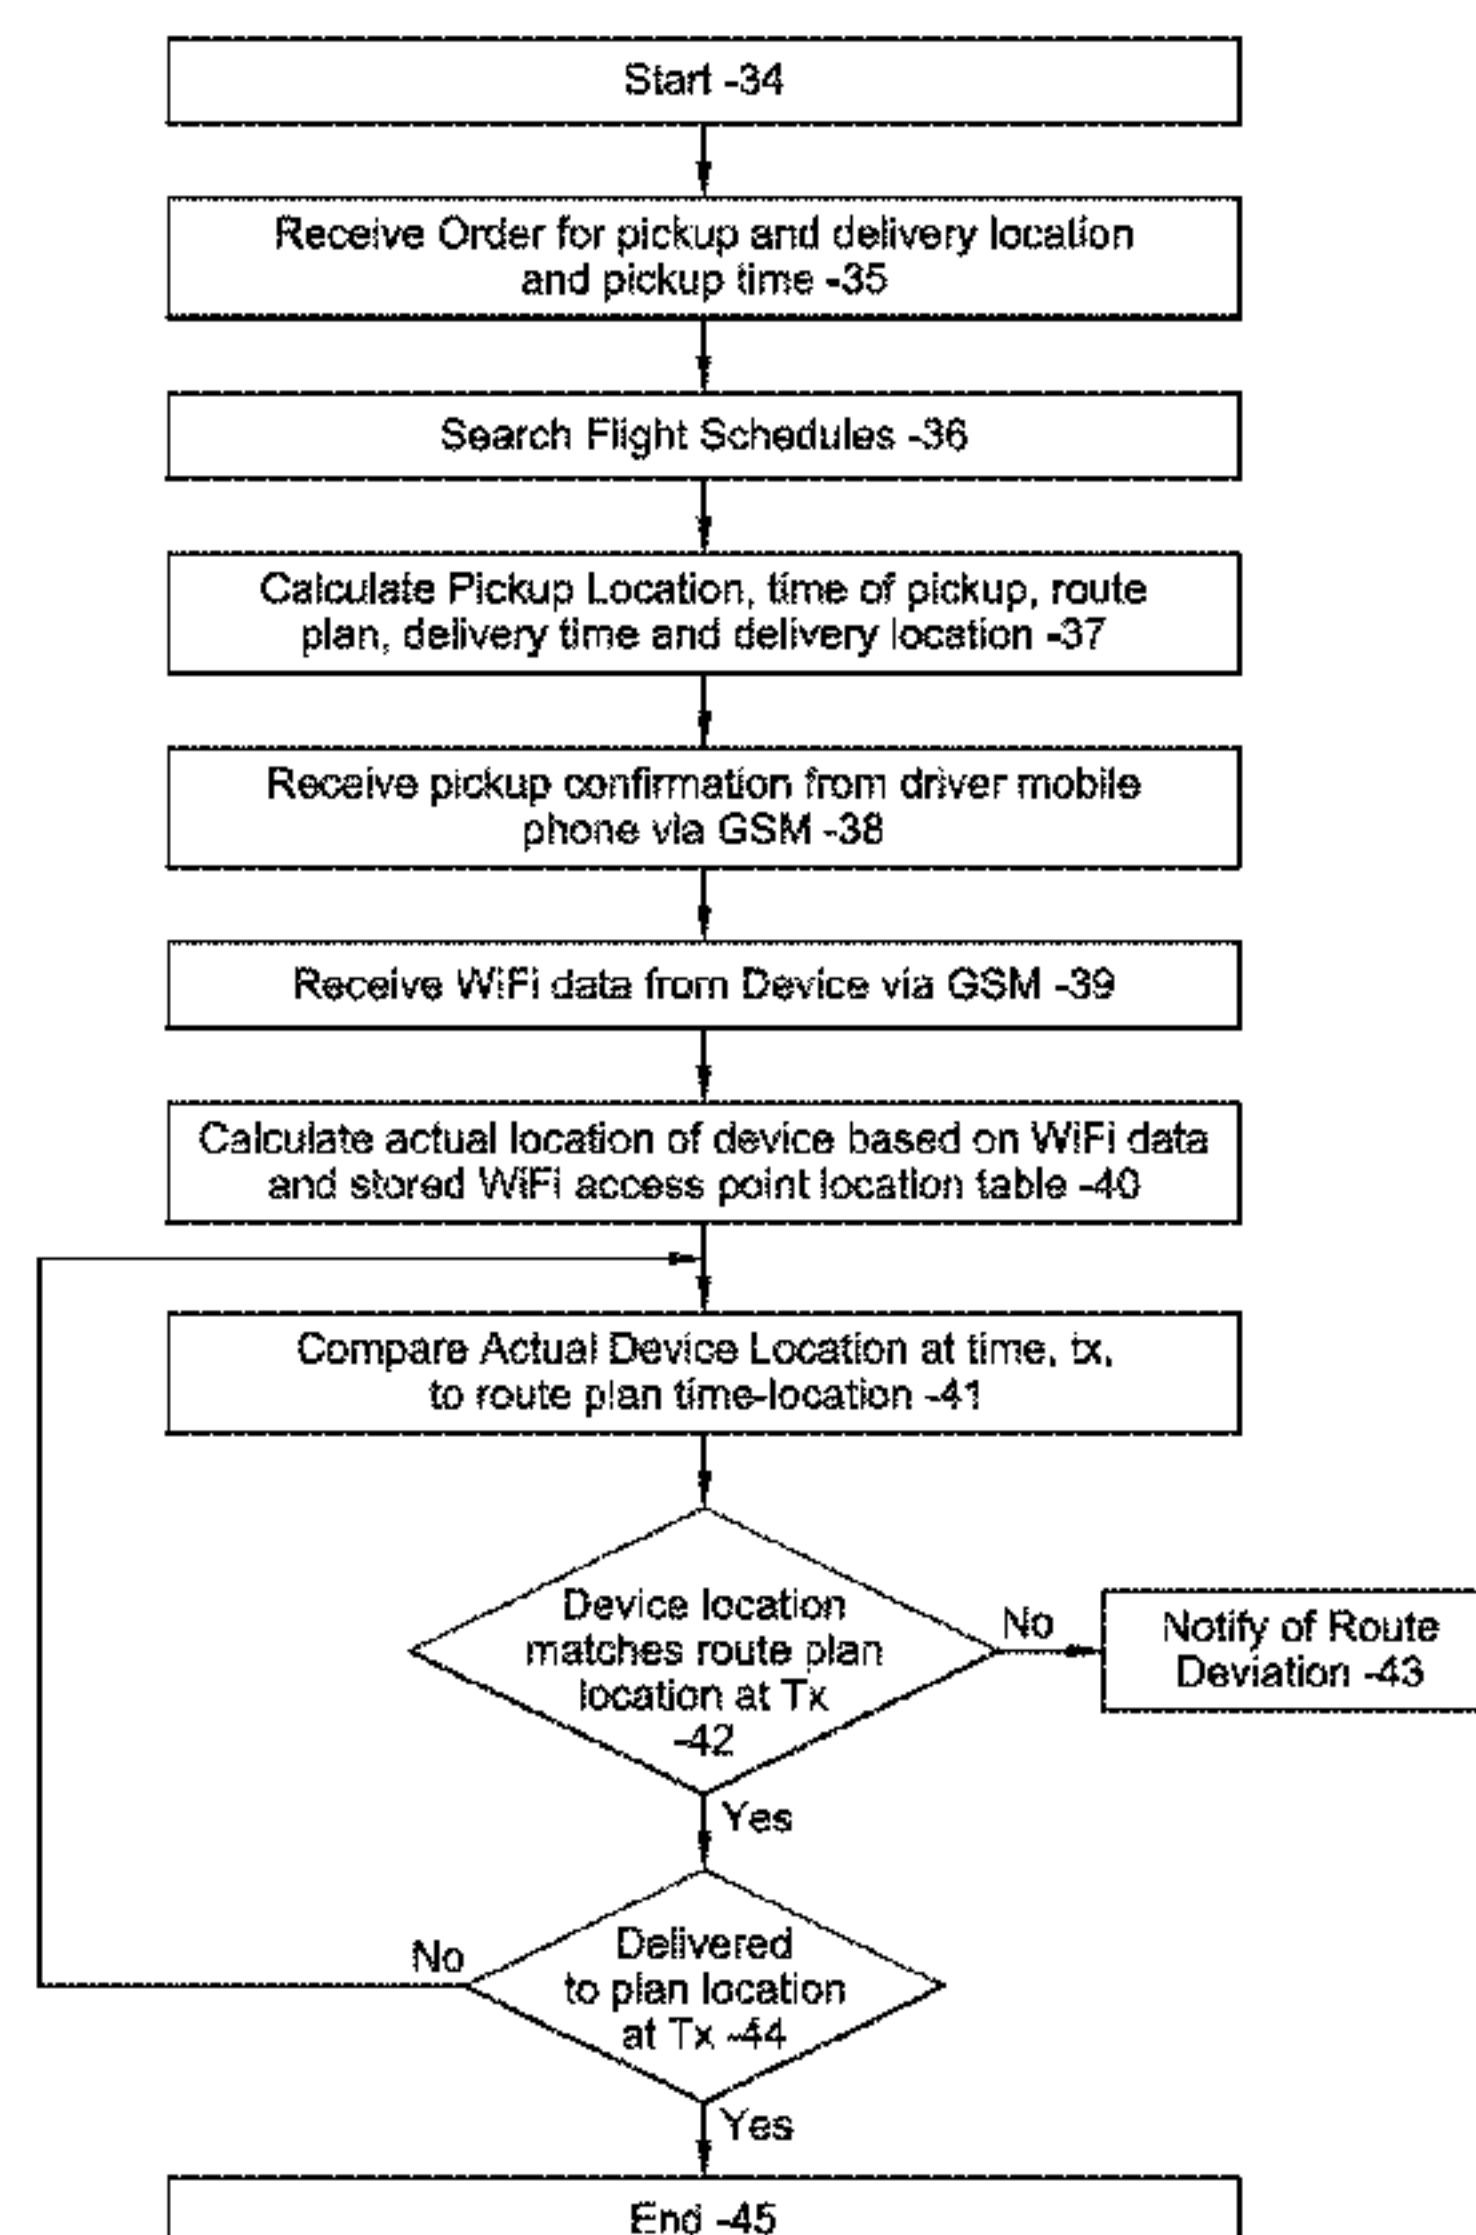 Start -34
Receive Order for pickup and delivery location
and pickup time -35
Search Flight Schedules -36
Calculate Pickup Location, time of pickup, route
plan, delivery time and delivery location -37
Receive pickup confirmation from driver mobile
phone via GSM -38
Receive WiFi data from Device via GSM -39
Calculate actual location of device based on WiFi data
and stored WiFi access point location table -40
Compare Actual Device Location at time, tx,
to route plan time-location -41
Device location
matches route plan
location at Tx
-42
No
Notify of Route
Deviation -43
Yes
Delivered
to plan location
at Tx -44
No
Yes
End -45